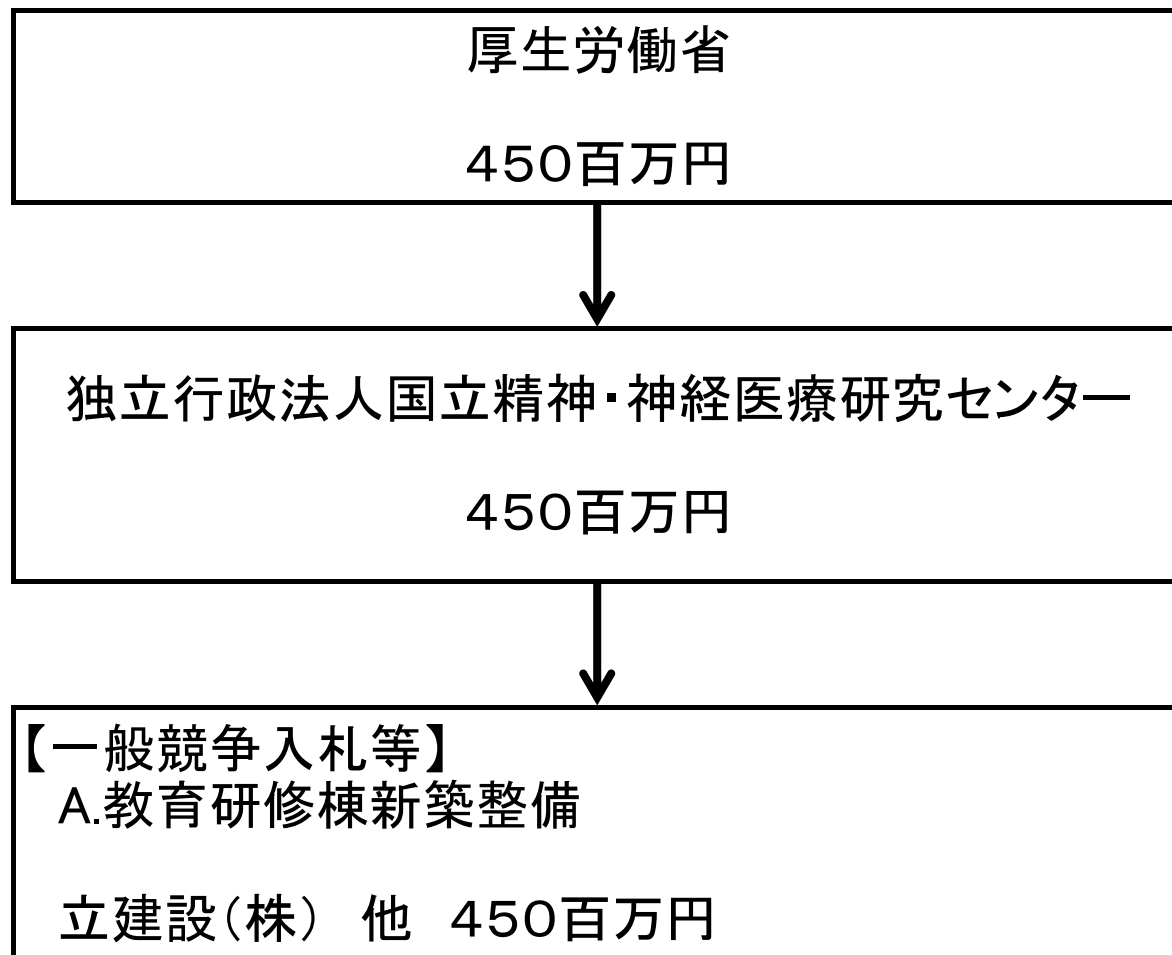 厚生労働省
450百万円
独立行政法人国立精神・神経医療研究センター
450百万円
【一般競争入札等】
A.教育研修棟新築整備
立建設（株）　他　450百万円